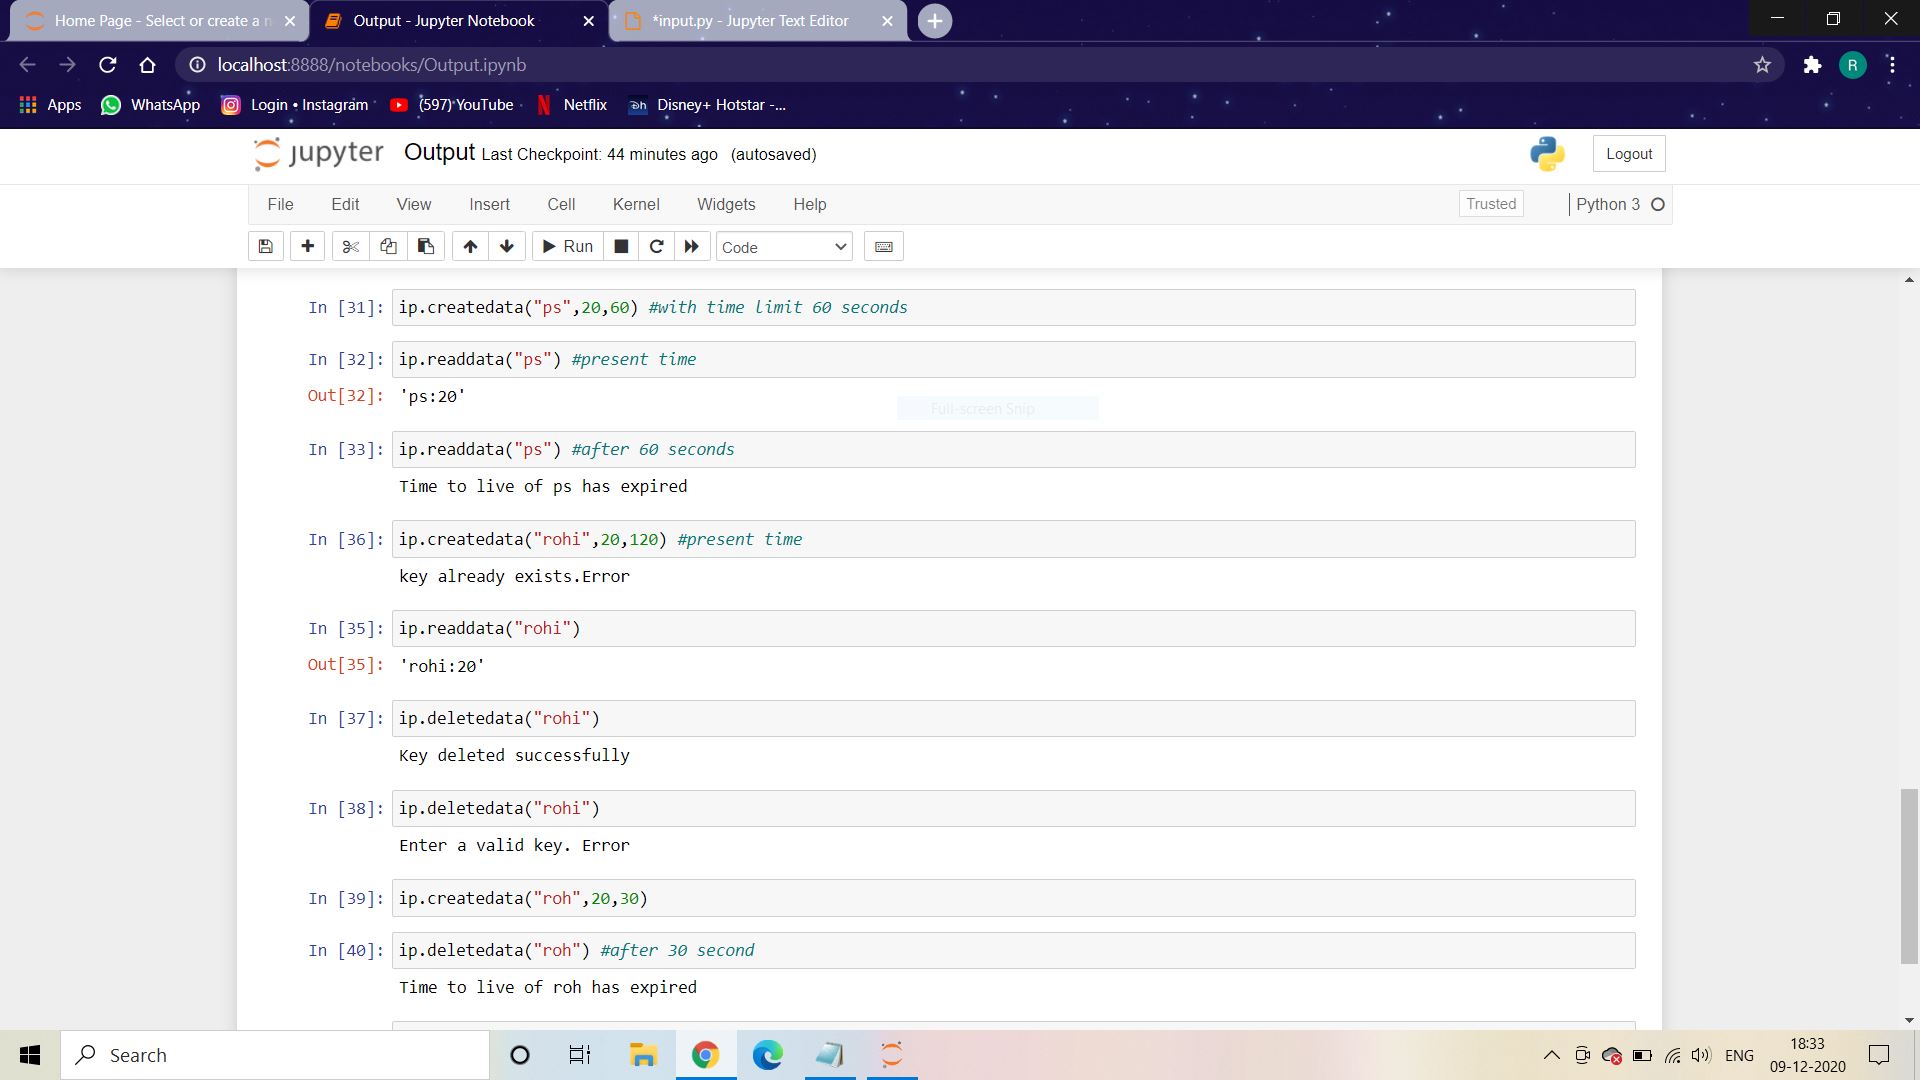 Home Page - Select or create a n
Output - Jupyter Notebook
*input.py - Jupyter Text Editor
localhost:8888/notebooks/Output.ipynb
R
Apps
WhatsApp
Login • Instagram
(597) YouTube
Netflix
Disney+ Hotstar -...
jupyter Output Last Checkpoint: 44 minutes ago (autosaved)
Logout
File Edit View Insert Cell Kernel Widgets Help
Trusted
Python 3
Run
Code
In [31]: ip.createdata("ps",20,60) #with time limit 60 seconds
In [32]: ip.readdata("ps") #present time
Out[32]: 'ps:20'
Full-screen Snip
In [33]: ip.readdata("ps") #after 60 seconds
Time to live of ps has expired
In [36]: ip.createdata("rohi",20,120) #present time
key already exists.Error
In [35]: ip.readdata("rohi")
Out[35]: 'rohi:20'
In [37]: ip.deletedata("rohi")
Key deleted successfully
In [38]: ip.deletedata("rohi")
Enter a valid key. Error
In [39]: ip.createdata("roh",20,30)
In [40]: ip.deletedata("roh") #after 30 second
Time to live of roh has expired
Search
ENG
18:33
09-12-2020